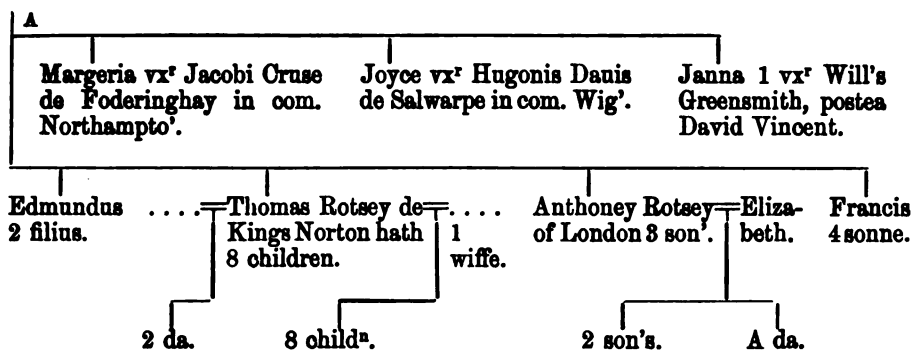 A
Margeria vxʳ Jacobi Cruse
de Foderinghay in com.
Northampto'.
Joyce vxʳ Hugonis Dauis
de Salwarpe in com. Wig'.
Janna 1 vxʳ Will's
Greensmith, postea
David Vincent.
Edmundus
2 filius.
....=Thomas Rotsey de=....
Kings Norton hath
8 children.
1
wiffe.
Anthoney Rotsey=Eliza-
of London 3 son'. beth.
Francis
4 sonne.
2 da.
8 childⁿ.
2 son's.
A da.